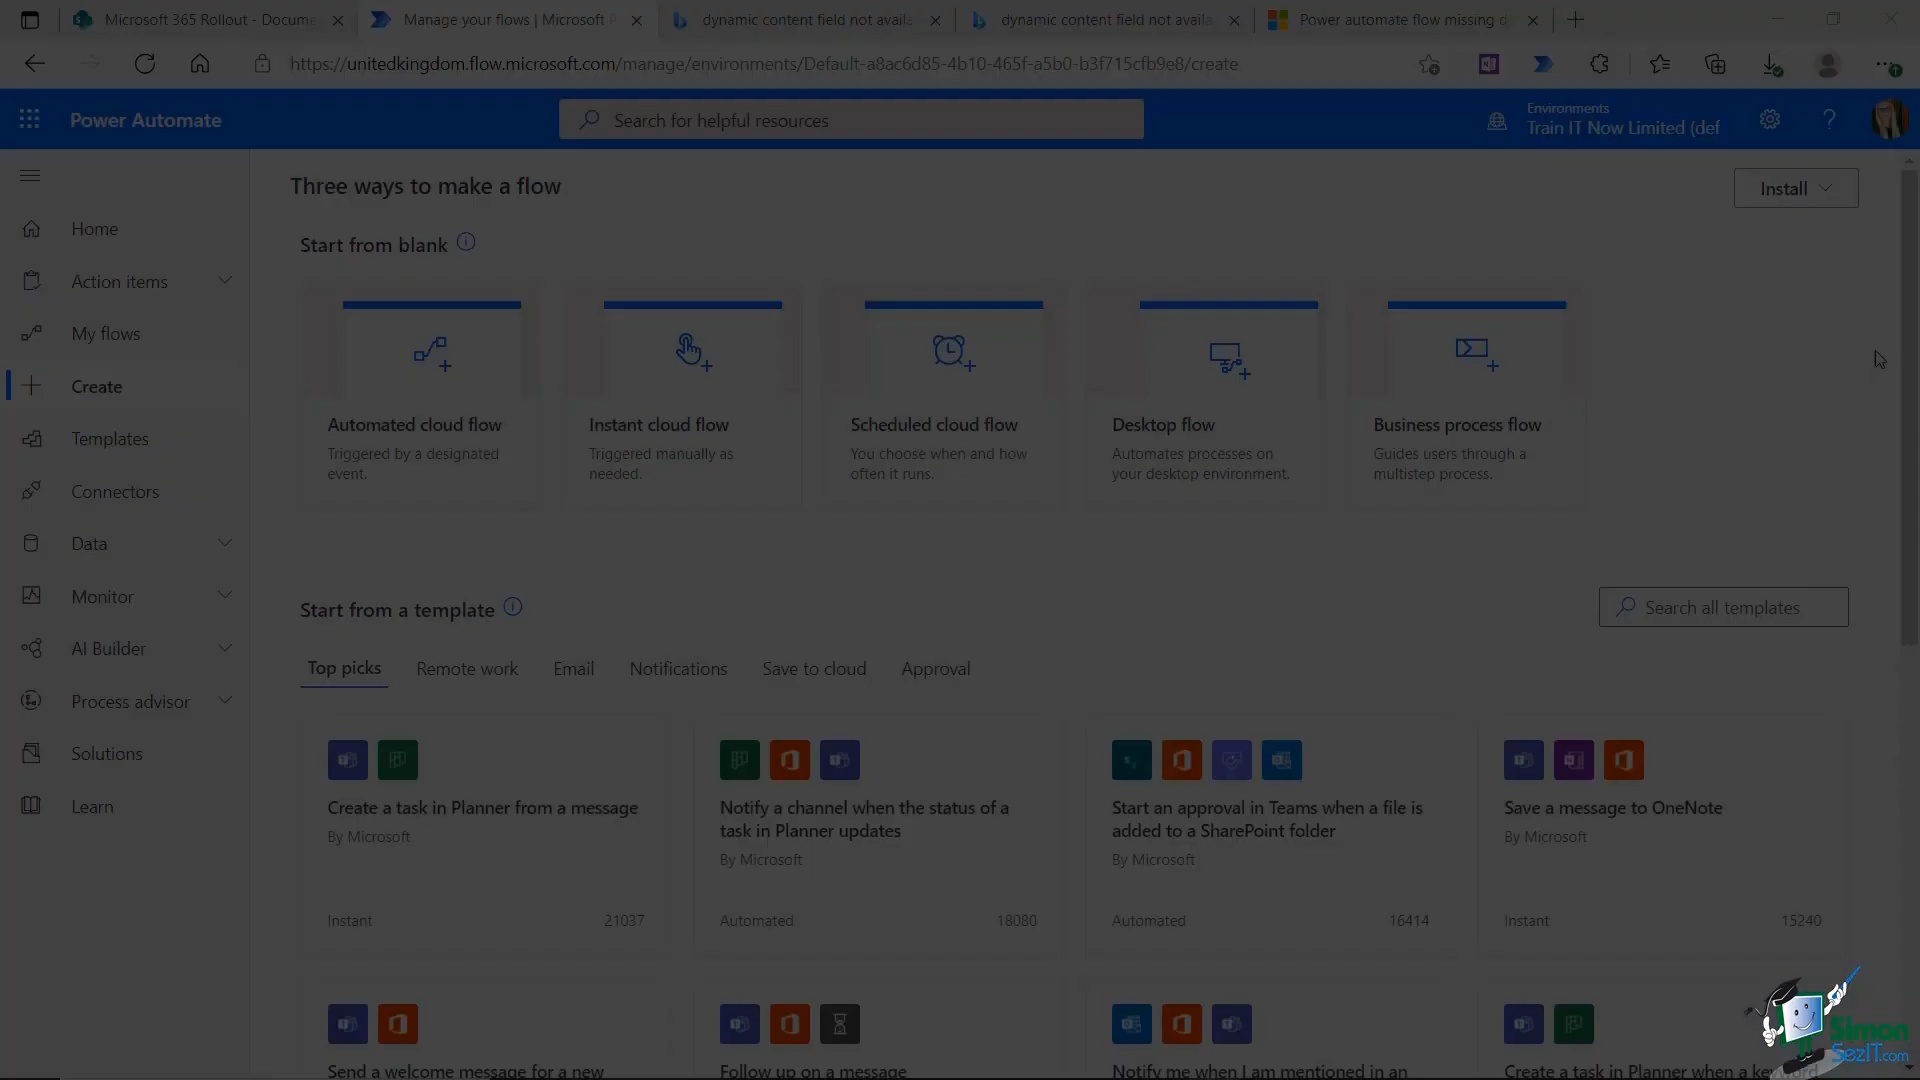 Microsoft 365 Rollout - Docume
Manage your flows | Microsoft P
dynamic content field not availa
dynamic content field not availa
Power automate flow missing d
https://unitedkingdom.flow.microsoft.com/manage/environments/Default-a8ac6d85-4b10-465f-a5b0-b3f715cfb9e8/create
Power Automate
Search for helpful resources
Environments
Train IT Now Limited (def
Three ways to make a flow
Install
Start from blank
Home
Action items
My flows
Create
Templates
Connectors
Data
Monitor
AI Builder
Process advisor
Solutions
Learn
Automated cloud flow
Triggered by a designated
event.
Instant cloud flow
Triggered manually as
needed.
Scheduled cloud flow
You choose when and how
often it runs.
Desktop flow
Automates processes on
your desktop environment.
Business process flow
Guides users through a
multistep process.
Start from a template
Search all templates
Top picks
Remote work
Email
Notifications
Save to cloud
Approval
Create a task in Planner from a message
By Microsoft
Instant
21037
Notify a channel when the status of a
task in Planner updates
By Microsoft
Automated
18080
Start an approval in Teams when a file is
added to a SharePoint folder
By Microsoft
Automated
16414
Save a message to OneNote
By Microsoft
Instant
15240
Send a welcome message for a new
Follow up on a message
Notify me when I am mentioned in an
Create a task in Planner when a keyword
Simon
SezIT.com